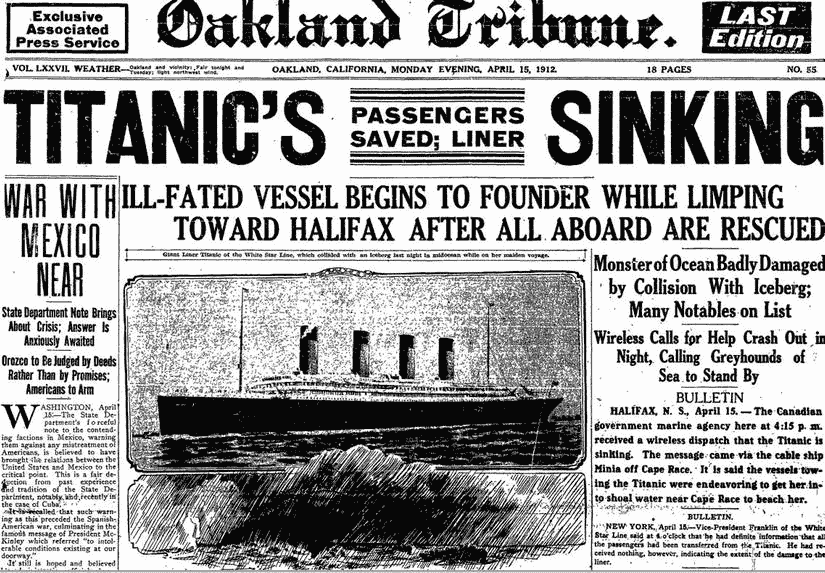 Exclusive
Associated
Press Service
Oakland Tribune.
LAST
Edition
VOL. LXXVII. WEATHER—Oakland and vicinity; Fair tonight and
Tuesday; light northwest wind.
OAKLAND, CALIFORNIA, MONDAY EVENING, APRIL 15, 1912.
18 PAGES
NO. 55
TITANIC'S
PASSENGERS
SAVED; LINER
SINKING
WAR WITH
MEXICO
NEAR
State Department Note Brings
About Crisis; Answer Is
Anxiously Awaited
Orozco to Be Judged by Deeds
Rather Than by Promises;
Americans to Arm
WASHINGTON, April
15.—The State De-
partment's forceful
note to the contend-
ing factions in Mexico, warning
them against any mistreatment of
Americans, is believed to have
brought the relations between the
United States and Mexico to the
critical point. This is a fair de-
duction from past experience
and tradition of the State De-
partment, notably and recently in
the case of Cuba.
It is recalled that such warn-
ing as this preceded the Spanish-
American war, culminating in the
famous message of President Mc-
Kinley which referred "to intol-
erable conditions existing at our
doorway."
It still is hoped and believed
ILL-FATED VESSEL BEGINS TO FOUNDER WHILE LIMPING
TOWARD HALIFAX AFTER ALL ABOARD ARE RESCUED
Giant Liner Titanic of the White Star Line, which collided with an iceberg last night in midocean while on her maiden voyage.
Monster of Ocean Badly Damaged
by Collision With Iceberg;
Many Notables on List
Wireless Calls for Help Crash Out in
Night, Calling Greyhounds of
Sea to Stand By
BULLETIN
HALIFAX, N. S., April 15.—The Canadian
government marine agency here at 4:15 p. m.
received a wireless dispatch that the Titanic is
sinking. The message came via the cable ship
Minia off Cape Race. It is said the vessels tow-
ing the Titanic were endeavoring to get her in-
to shoal water near Cape Race to beach her.
BULLETIN.
NEW YORK, April 15.—Vice-President Franklin of the White
Star Line said at 4 o'clock that he had definite information that all
the passengers had been transferred from the Titanic. He had re-
ceived nothing, however, indicating the extent of the damage to the
liner.